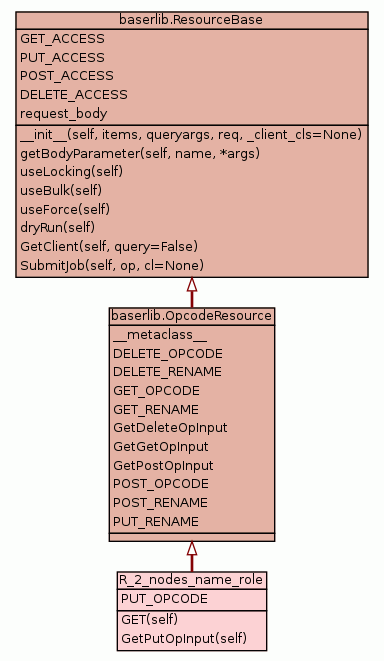 baserlib.ResourceBase
GET_ACCESS
PUT_ACCESS
POST_ACCESS
DELETE_ACCESS
request_body
__init__(self, items, queryargs, req, _client_cls=None)
getBodyParameter(self, name, *args)
useLocking(self)
useBulk(self)
useForce(self)
dryRun(self)
GetClient(self, query=False)
SubmitJob(self, op, cl=None)
baserlib.OpcodeResource
__metaclass__
DELETE_OPCODE
DELETE_RENAME
GET_OPCODE
GET_RENAME
GetDeleteOpInput
GetGetOpInput
GetPostOpInput
POST_OPCODE
POST_RENAME
PUT_RENAME
R_2_nodes_name_role
PUT_OPCODE
GET(self)
GetPutOpInput(self)